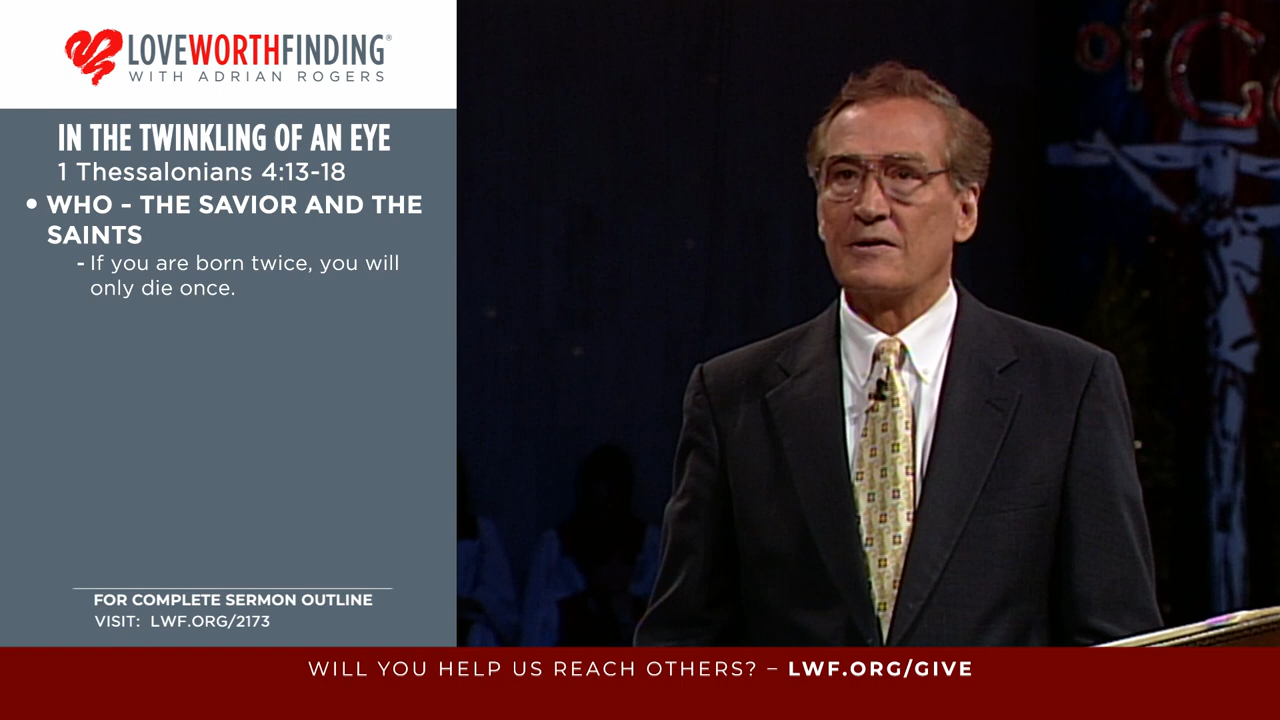 LOVEWORTHFINDING®
WITH ADRIAN ROGERS
IN THE TWINKLING OF AN EYE
1 Thessalonians 4:13-18
• WHO - THE SAVIOR AND THE
SAINTS
- If you are born twice, you will
only die once.
FOR COMPLETE SERMON OUTLINE
VISIT: LWF.ORG/2173
of
WILL YOU HELP US REACH OTHERS? – LWF.ORG/GIVE